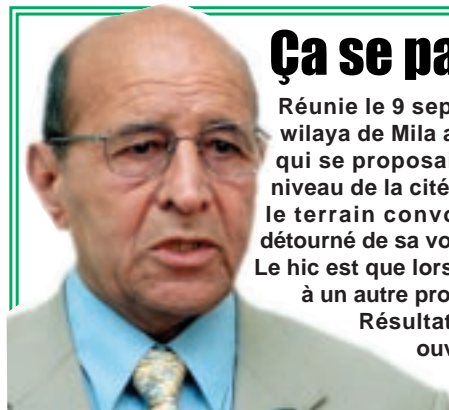 Ça se pa
Réunie le 9 sep
wilaya de Mila a
qui se proposai
niveau de la cité
le terrain convo
détourné de sa vo
Le hic est que lors
à un autre pro
Résultat
ouv